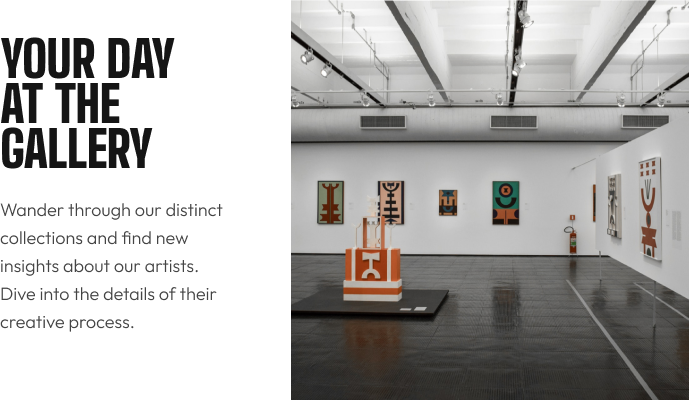 YOUR DAY
AT THE
GALLERY
Wander through our distinct
collections and find new
insights about our artists.
Dive into the details of their
creative process.